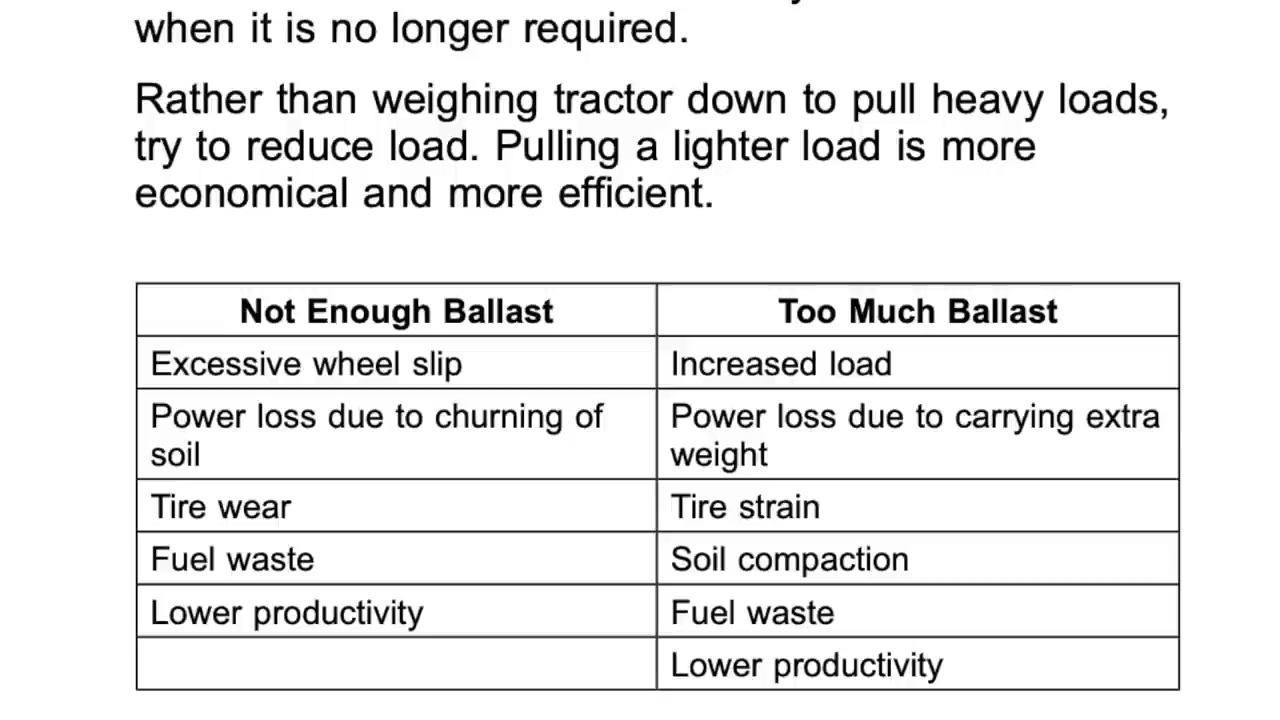 when it is no longer required.
Rather than weighing tractor down to pull heavy loads,
try to reduce load. Pulling a lighter load is more
economical and more efficient.
Not Enough Ballast Too Much Ballast
Excessive wheel slip Increased load
Power loss due to churning of Power loss due to carrying extra
soil weight
Tire wear Tire strain
Fuel waste Soil compaction
Lower productivity Fuel waste
Lower productivity